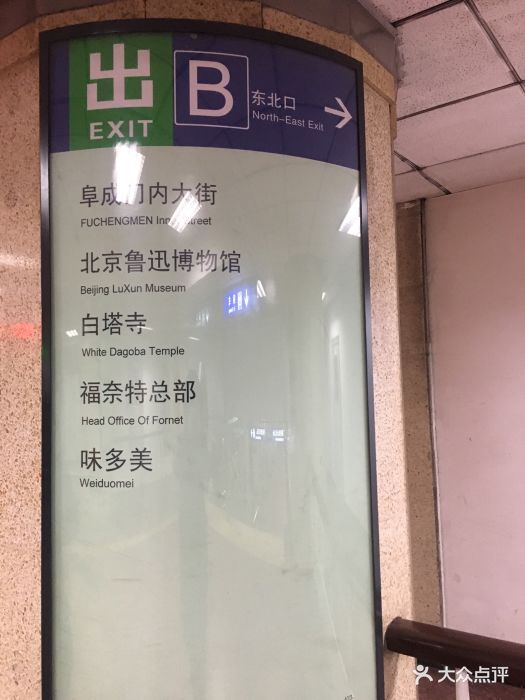 出
EXIT
B
东北口
North-East Exit
阜成门内大街
FUCHENGMEN Inner Street
北京鲁迅博物馆
Beijing LuXun Museum
白塔寺
White Dagoba Temple
福奈特总部
Head Office Of Fornet
味多美
Weiduomei
大众点评